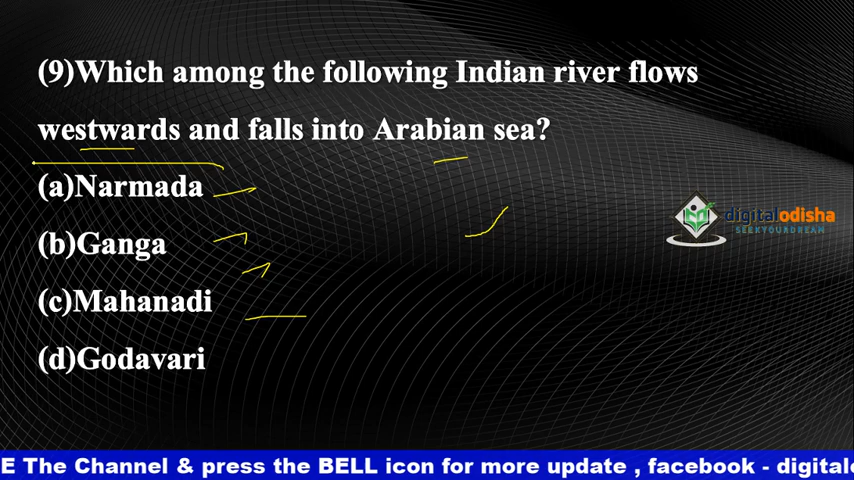 (9)Which among the following Indian river flows
westwards and falls into Arabian sea?
(a)Narmada
(b)Ganga
(c)Mahanadi
(d)Godavari
digitalodisha
SEEKYOURDREAM
E The Channel & press the BELL icon for more update , facebook - digital